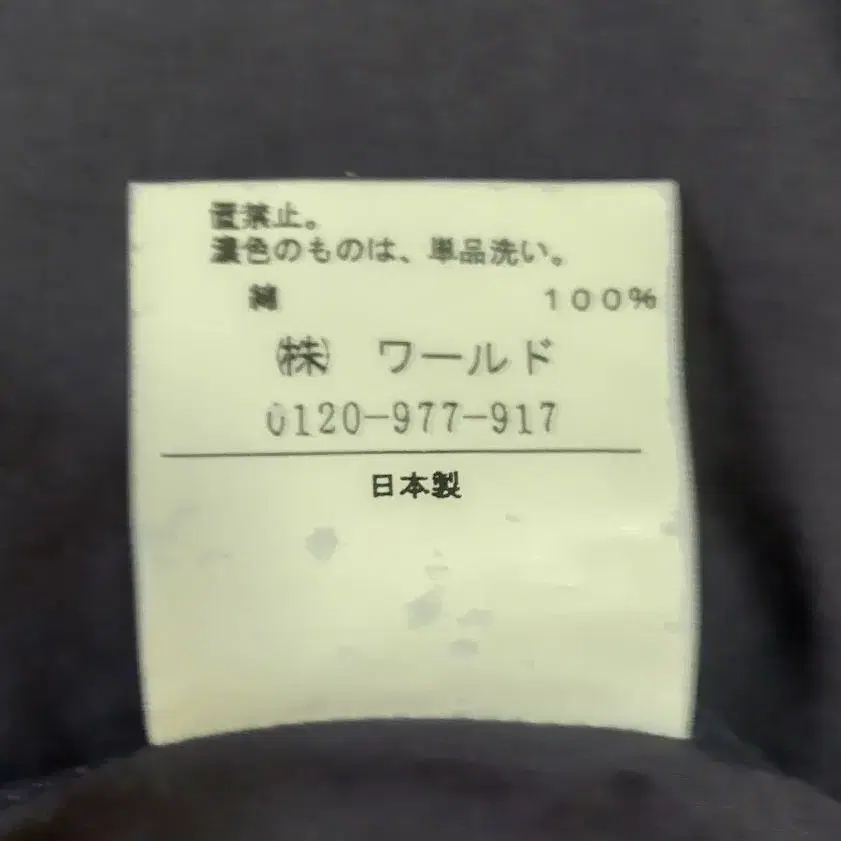 置禁止。
濃色のものは、単品洗い。
綿 100%
㈱ ワールド
0120-977-917
日本製